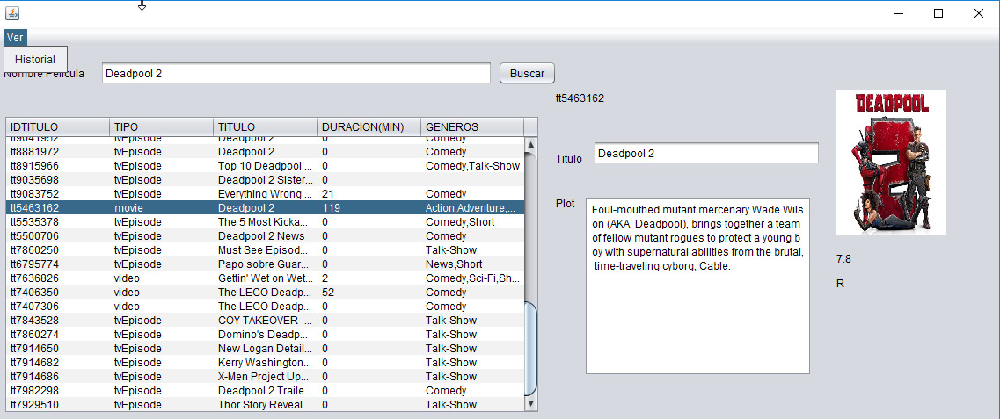 Ver
Historial
Nombre Pelicula Deadpool 2 Buscar
IDTITULO TIPO TITULO DURACION(MIN) GENEROS
tt9041952 tvEpisode Deadpool 2 0 Comedy
tt8881972 tvEpisode Deadpool 2 0 Comedy
tt8915966 tvEpisode Top 10 Deadpool ... 0 Comedy,Talk-Show
tt9035698 tvEpisode Deadpool 2 Sister... 0
tt9083752 tvEpisode Everything Wrong ... 21 Comedy
tt5463162 movie Deadpool 2 119 Action,Adventure,...
tt5535378 tvEpisode The 5 Most Kicka... 0 Comedy,Short
tt5500706 tvEpisode Deadpool 2 News 0 Comedy
tt7860250 tvEpisode Must See Episod... 0 Talk-Show
tt6795774 tvEpisode Papo sobre Guar... 0 News,Short
tt7636826 video Gettin' Wet on Wet... 2 Comedy,Sci-Fi,Sh...
tt7406350 video The LEGO Deadp... 52 Comedy
tt7407306 video The LEGO Deadp... 0 Comedy
tt7843528 tvEpisode COY TAKEOVER -... 0 Talk-Show
tt7860274 tvEpisode Domino's Deadp... 0 Talk-Show
tt7914650 tvEpisode New Logan Detail... 0 Talk-Show
tt7914682 tvEpisode Kerry Washington... 0 Talk-Show
tt7914686 tvEpisode X-Men Project Up... 0 Talk-Show
tt7982298 tvEpisode Deadpool 2 Traile... 0 Comedy
tt7929510 tvEpisode Thor Story Reveal... 0 Talk-Show
tt5463162
Titulo Deadpool 2
Plot
Foul-mouthed mutant mercenary Wade Wils
on (AKA. Deadpool), brings together a team
of fellow mutant rogues to protect a young b
oy with supernatural abilities from the brutal,
time-traveling cyborg, Cable.
DEADPOOL
2
7.8
R